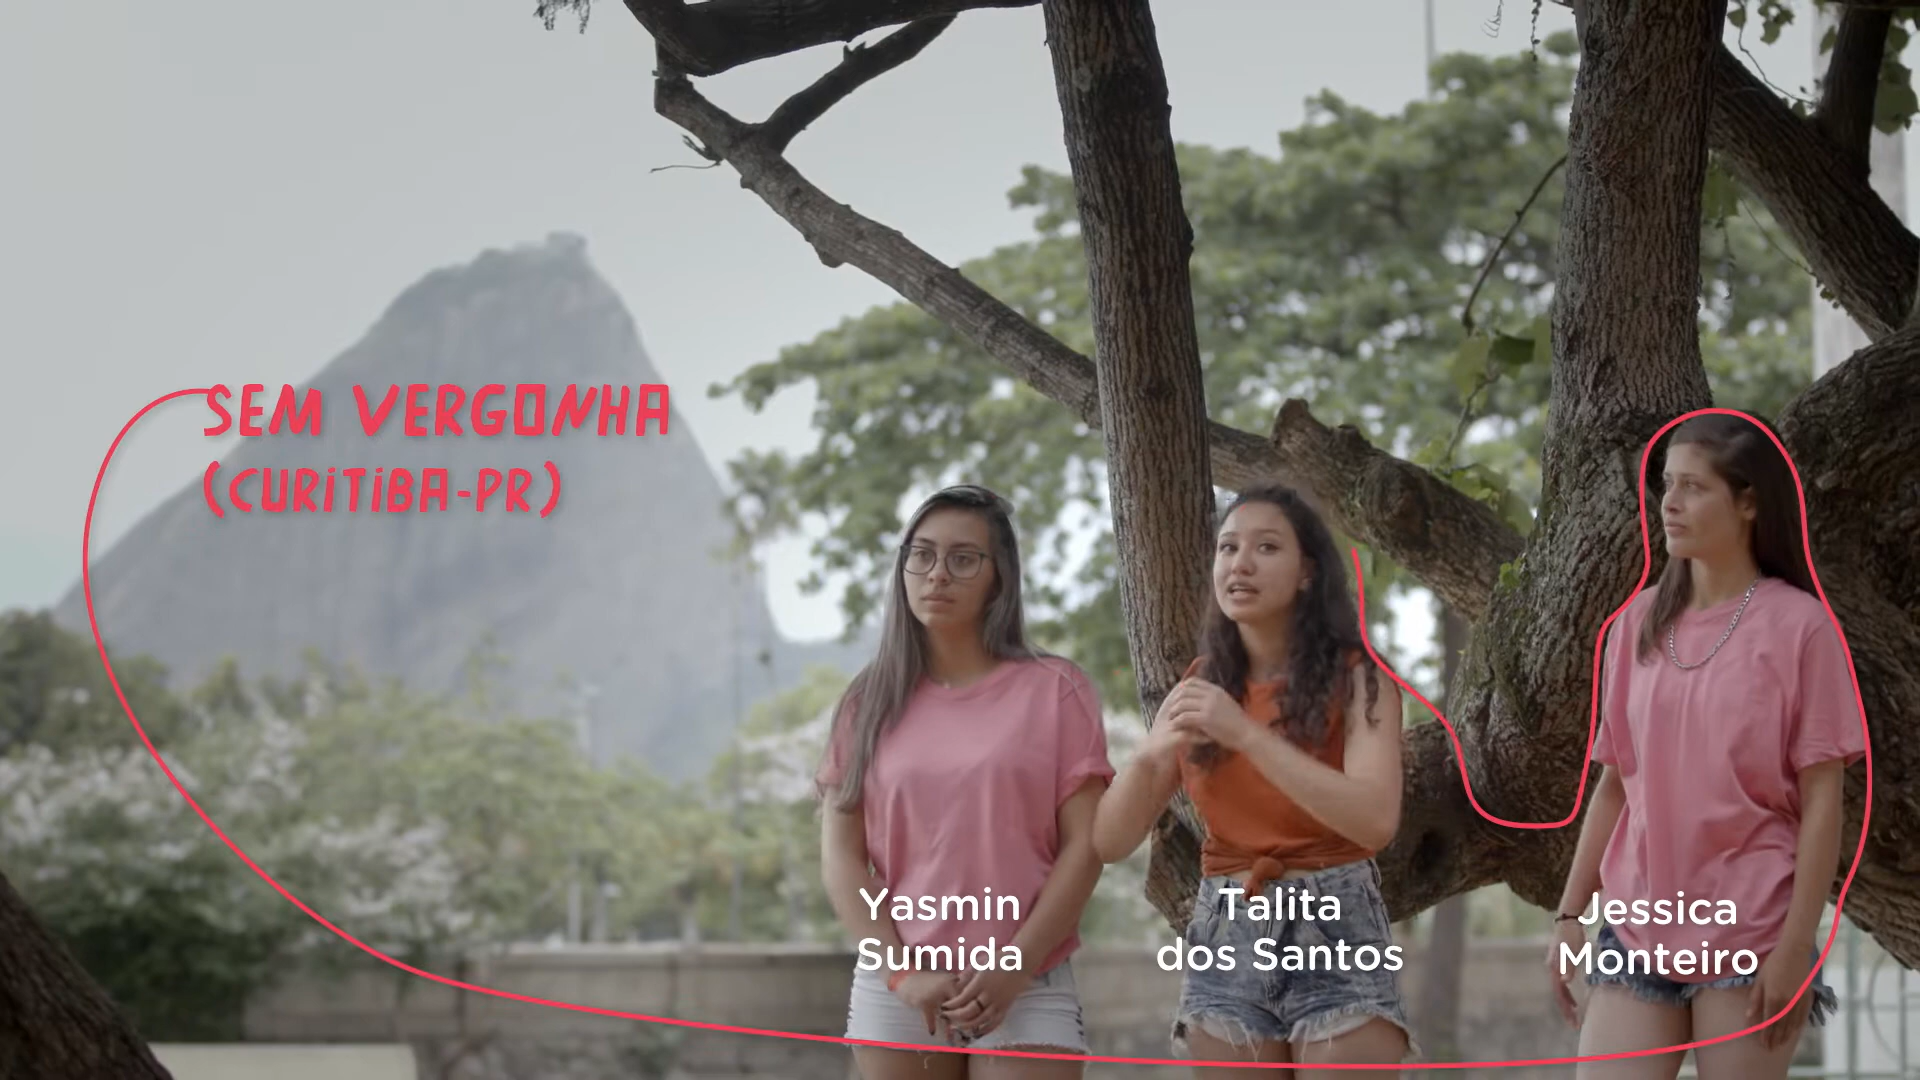 SEM VERGONHA
(CURITIBA-PR)
Yasmin
Sumida
Talita
dos Santos
Jessica
Monteiro